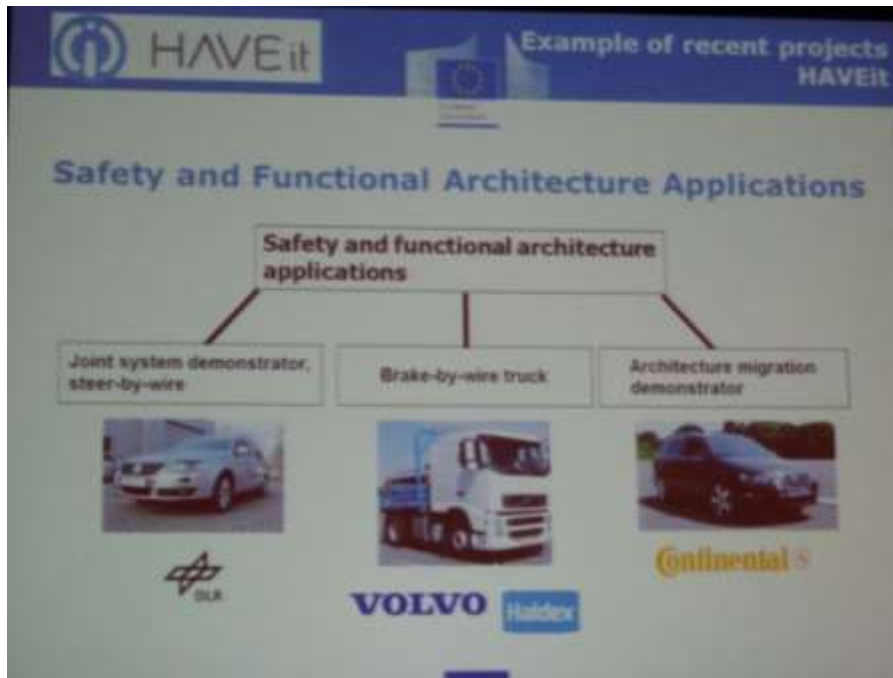 HAVEit
Example of recent projects
HAVEit
Safety and Functional Architecture Applications
Safety and functional architecture
applications
Joint system demonstrator,
steer-by-wire
Brake-by-wire truck
Architecture migration
demonstrator
DLR
VOLVO
Haldex
Continental